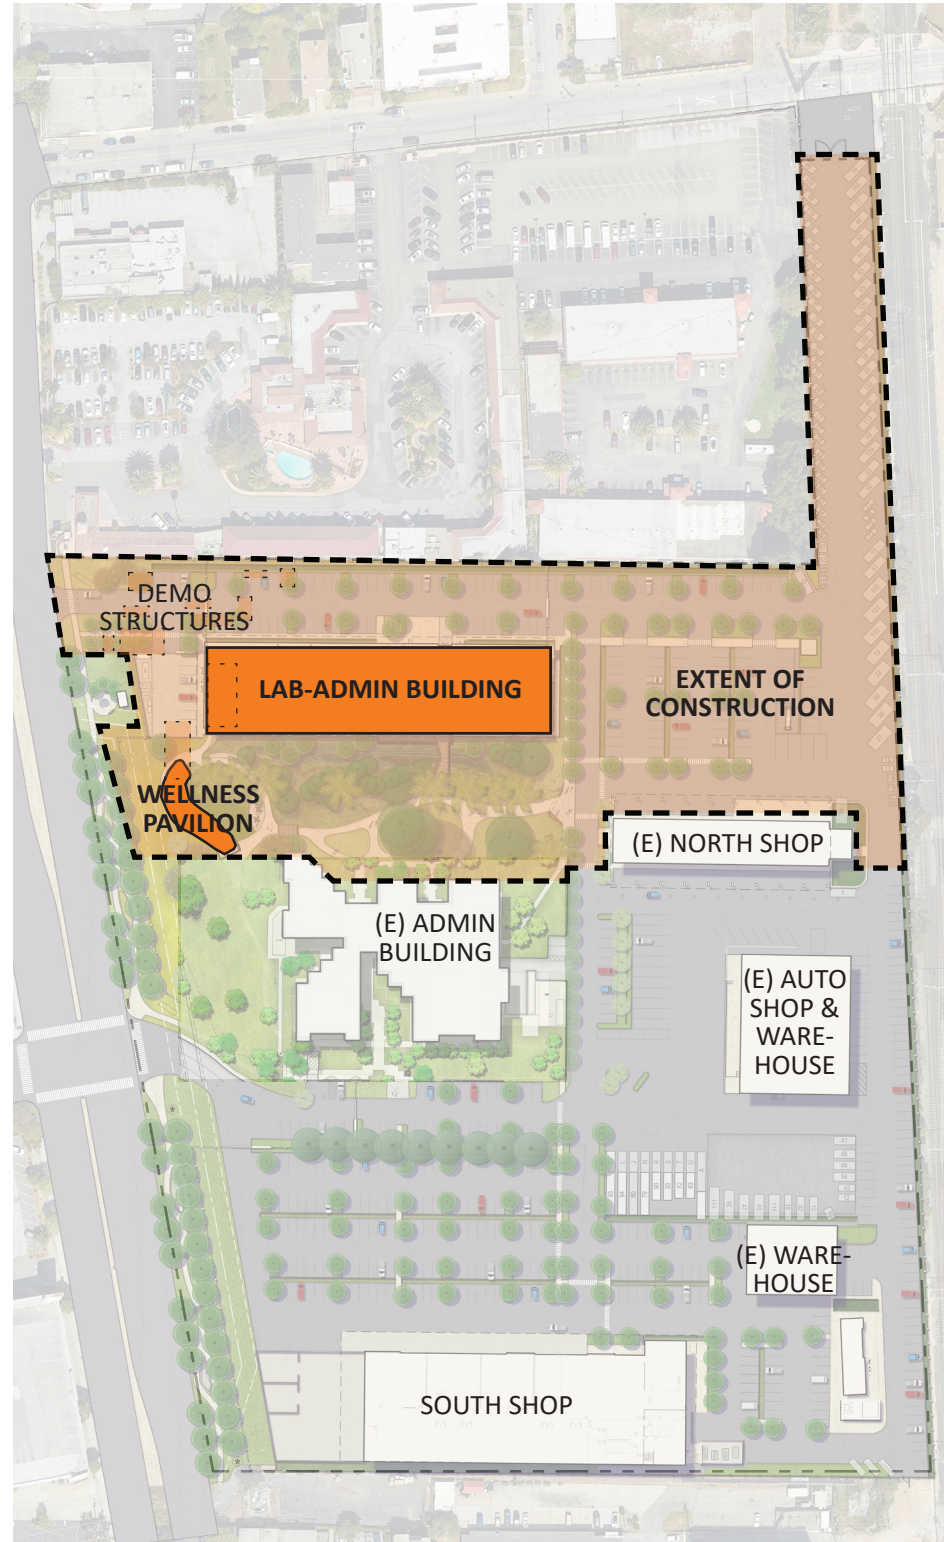 DEMO
STRUCTURES
LAB-ADMIN BUILDING
EXTENT OF
CONSTRUCTION
WELLNESS
PAVILION
(E) NORTH SHOP
(E) ADMIN
BUILDING
(E) AUTO
SHOP &
WARE-
HOUSE
(E) WARE-
HOUSE
SOUTH SHOP